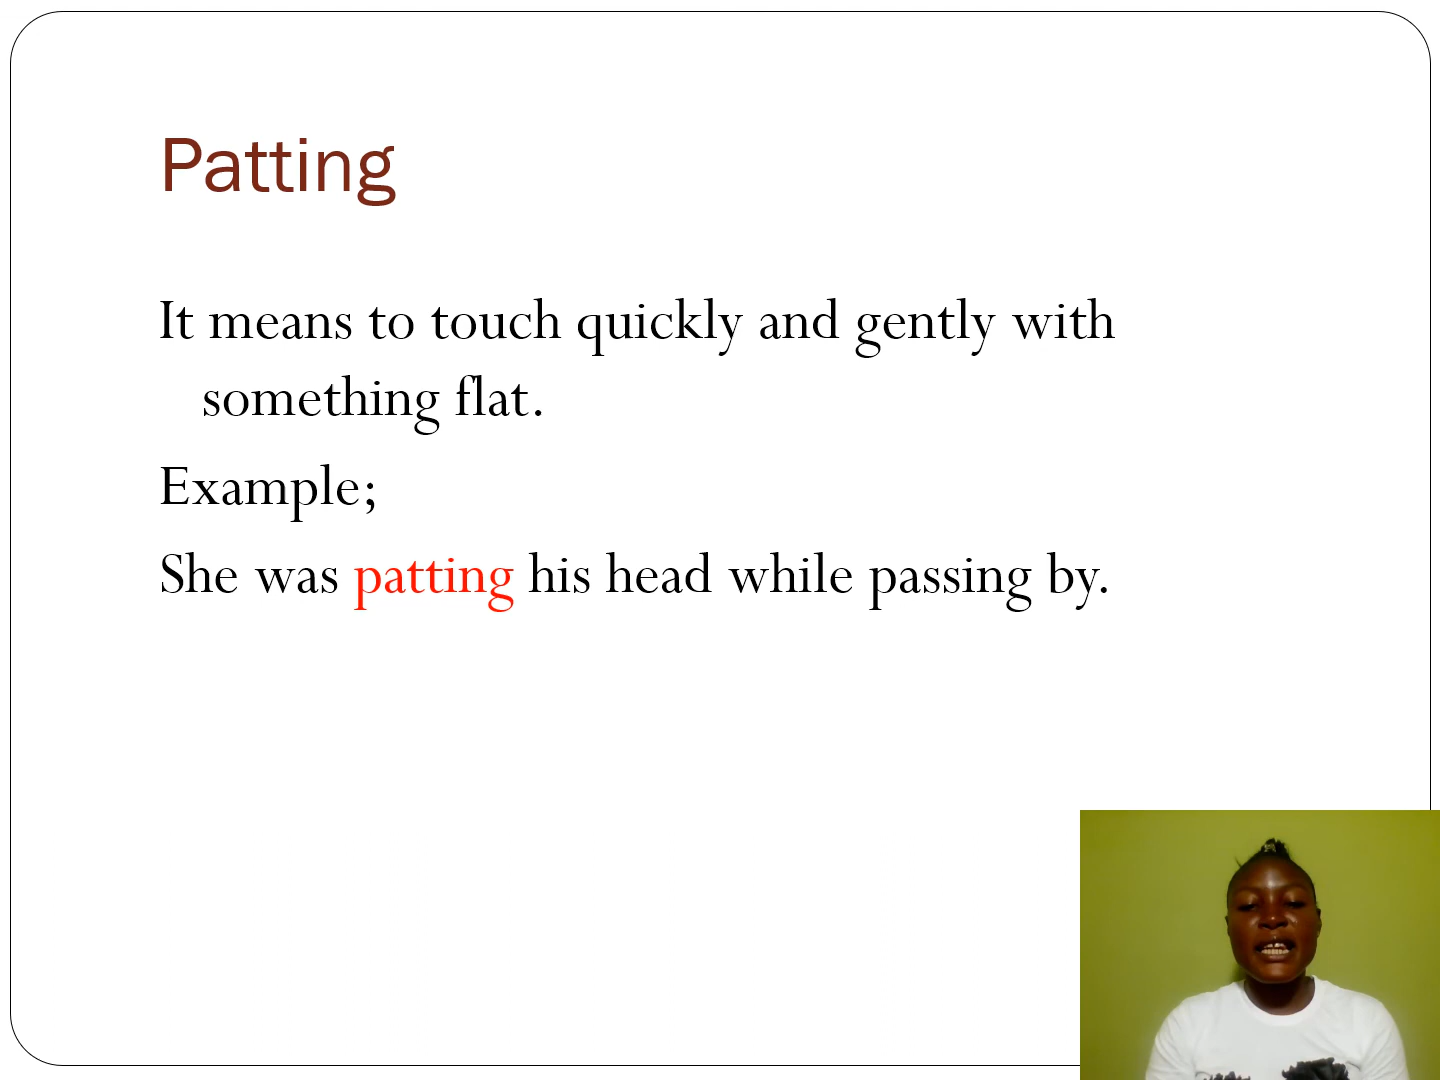 Patting
It means to touch quickly and gently with
something flat.
Example;
She was patting his head while passing by.